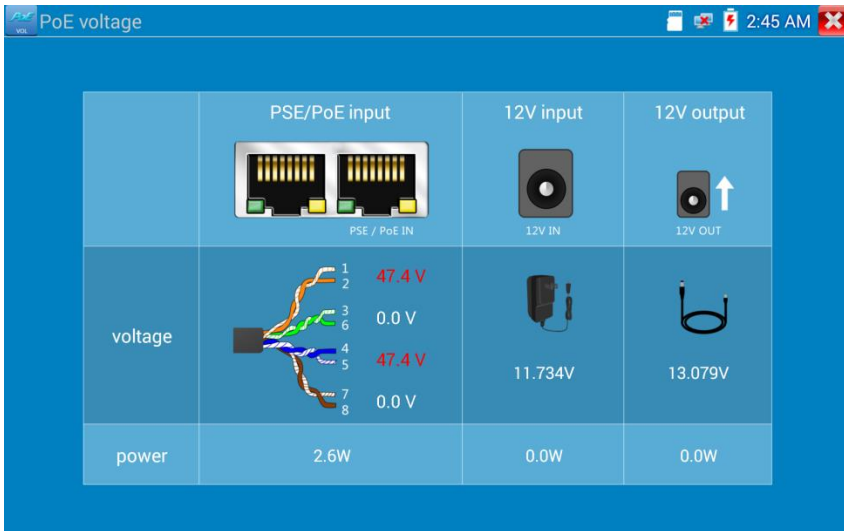 PoE voltage
VOL
2:45 AM
PSE/PoE input
12V input
12V output
PSE / PoE IN
12V IN
12V OUT
voltage
1
2
47.4 V
3
6
0.0 V
4
5
47.4 V
7
8
0.0 V
11.734V
13.079V
power
2.6W
0.0W
0.0W